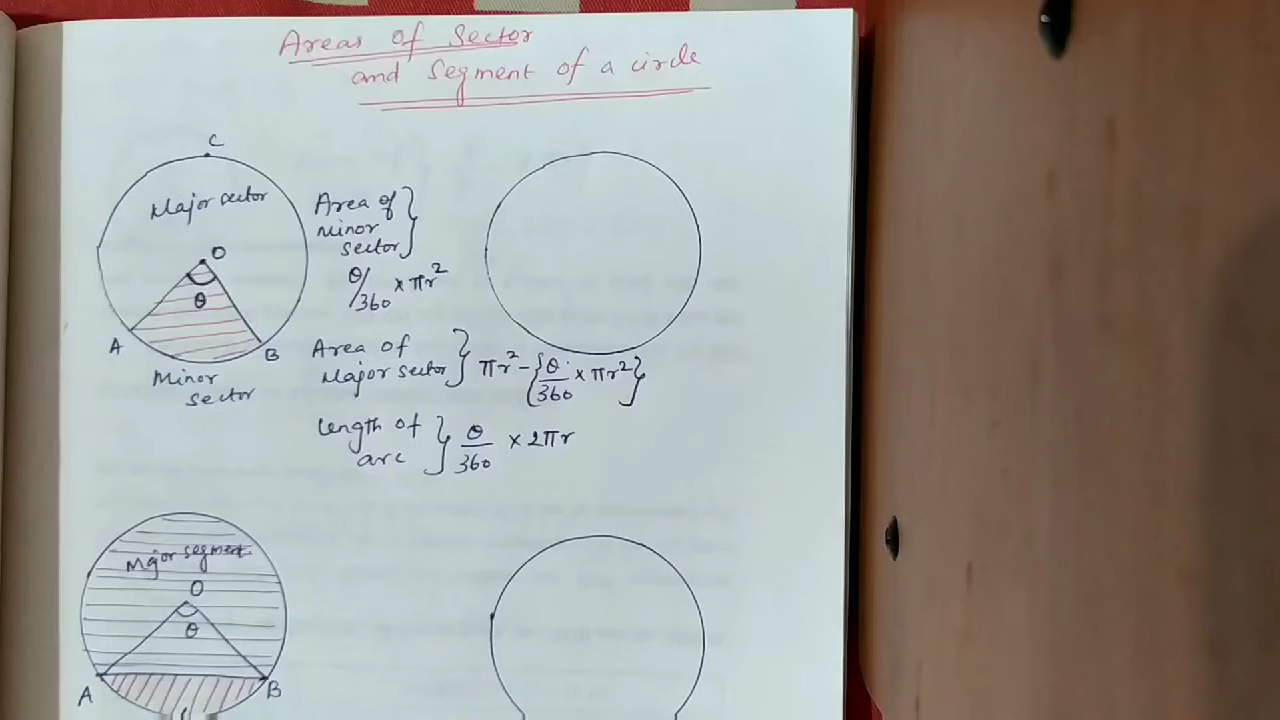 Areas of Sector
and Segment of a circle
C
Major sector
O
θ
A
B
Minor
sector
Area of
Minor
sector}
θ/360 × πr²
Area of
Major sector} πr² - {θ/360 × πr²}
Length of
arc} θ/360 × 2πr
Major segment
O
θ
A
B